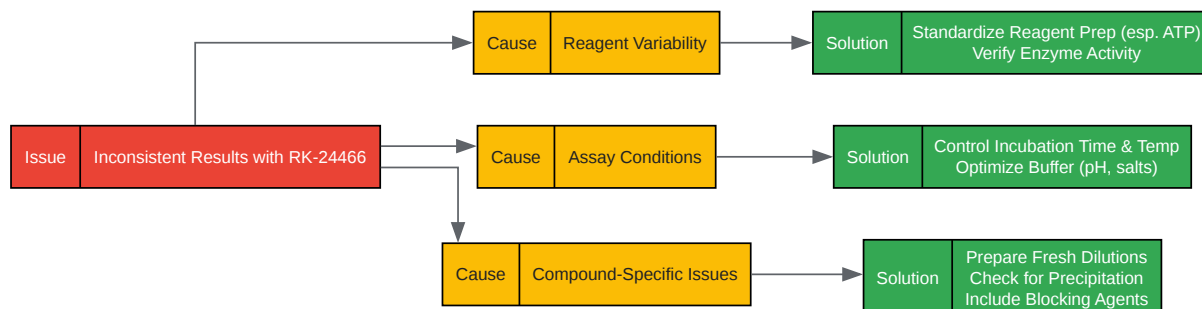 Cause
Reagent Variability
Solution
Standardize Reagent Prep (esp. ATP)
Verify Enzyme Activity
Issue
Inconsistent Results with RK-24466
Cause
Assay Conditions
Solution
Control Incubation Time & Temp
Optimize Buffer (pH, salts)
Cause
Compound-Specific Issues
Solution
Prepare Fresh Dilutions
Check for Precipitation
Include Blocking Agents